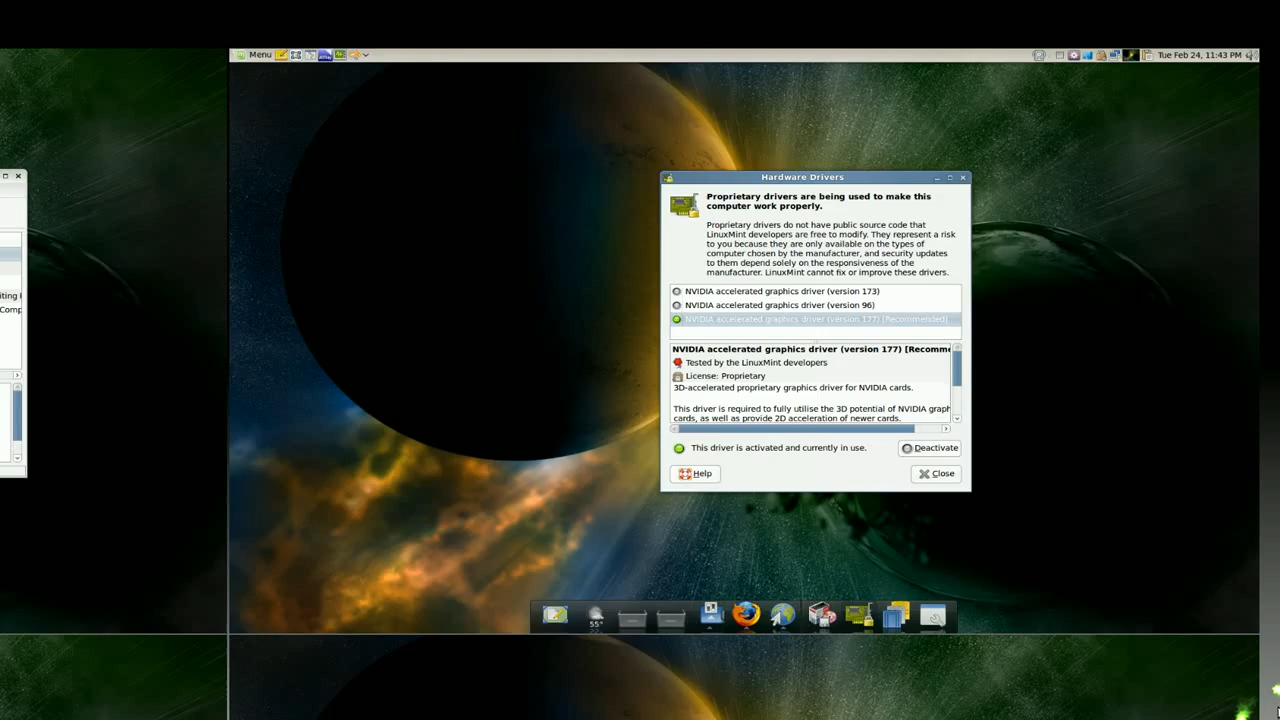 Menu
Tue Feb 24, 11:43 PM
Hardware Drivers
Proprietary drivers are being used to make this
computer work properly.
Proprietary drivers do not have public source code that
LinuxMint developers are free to modify. They represent a risk
to you because they are only available on the types of
computer chosen by the manufacturer, and security updates
to them depend solely on the responsiveness of the
manufacturer. LinuxMint cannot fix or improve these drivers.
NVIDIA accelerated graphics driver (version 173)
NVIDIA accelerated graphics driver (version 96)
NVIDIA accelerated graphics driver (version 177) [Recommended]
NVIDIA accelerated graphics driver (version 177) [Recomme
Tested by the LinuxMint developers
License: Proprietary
3D-accelerated proprietary graphics driver for NVIDIA cards.
This driver is required to fully utilise the 3D potential of NVIDIA graph
cards, as well as provide 2D acceleration of newer cards.
This driver is activated and currently in use.
Deactivate
Help
Close
iting
Comp
55°